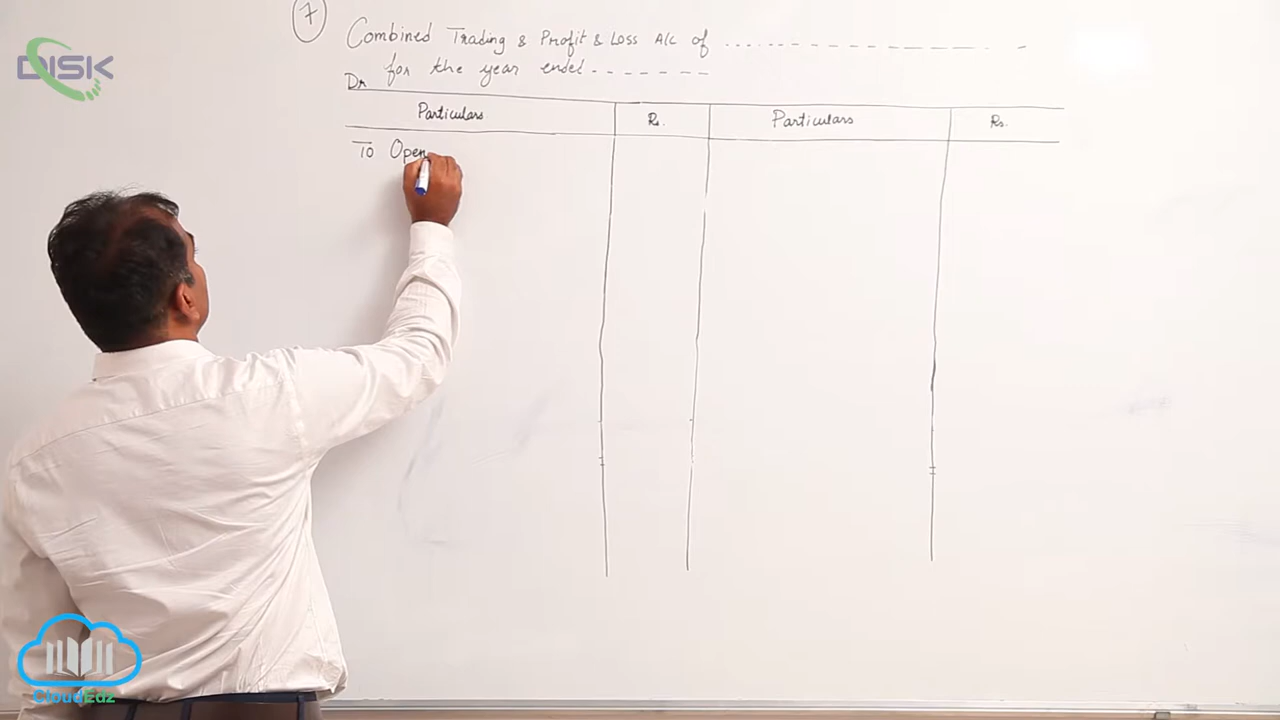 7
Combined Trading & Profit & Loss A/c of ........................
for the year ended -------
Dr
Particulars Rs. Particulars Rs.
To Open
DISK
CloudEdz